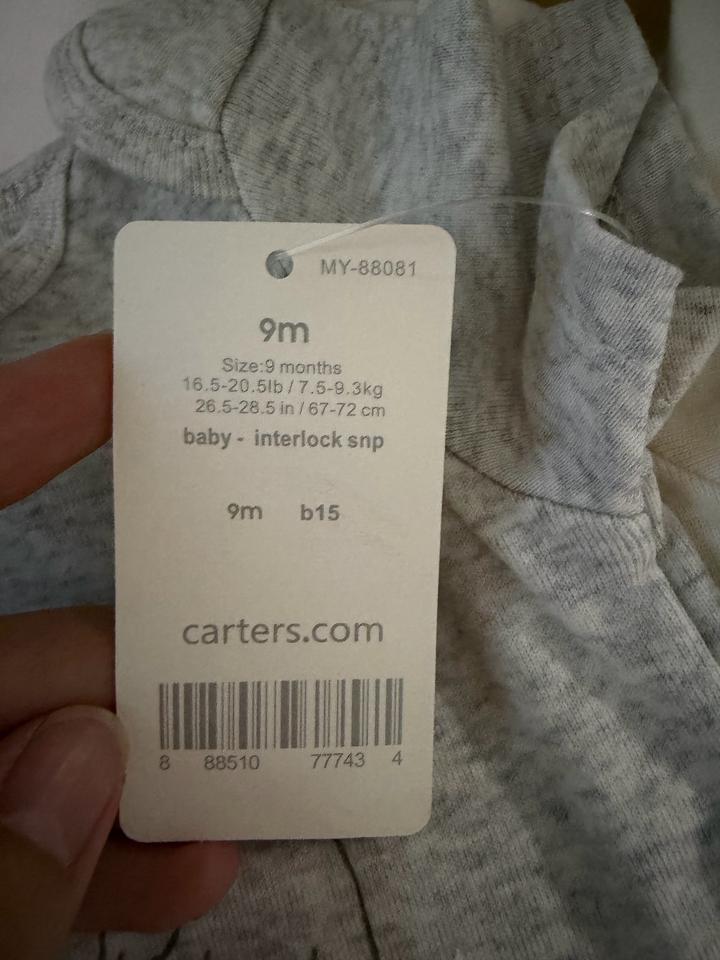 MY-88081
9m
Size:9 months
16.5-20.5lb / 7.5-9.3kg
26.5-28.5 in / 67-72 cm
baby - interlock snp
9m b15
carters.com
8 88510 77743 4